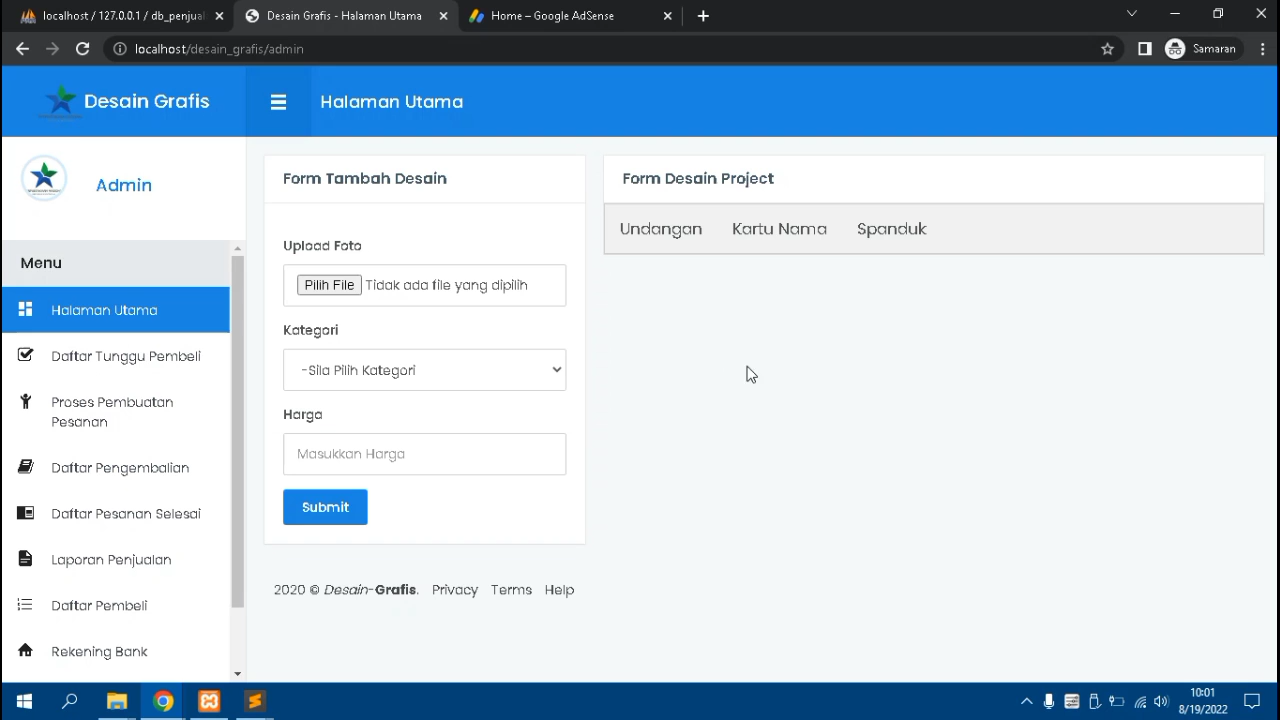 localhost / 127.0.0.1 / db_penjual
Desain Grafis - Halaman Utama
Home – Google AdSense
localhost/desain_grafis/admin
Samaran
Desain Grafis
Halaman Utama
Admin
Menu
Halaman Utama
Daftar Tunggu Pembeli
Proses Pembuatan
Pesanan
Daftar Pengembalian
Daftar Pesanan Selesai
Laporan Penjualan
Daftar Pembeli
Rekening Bank
Form Tambah Desain
Upload Foto
Pilih File Tidak ada file yang dipilih
Kategori
-Sila Pilih Kategori
Harga
Masukkan Harga
Submit
Form Desain Project
Undangan Kartu Nama Spanduk
2020 © Desain-Grafis. Privacy Terms Help
10:01
8/19/2022